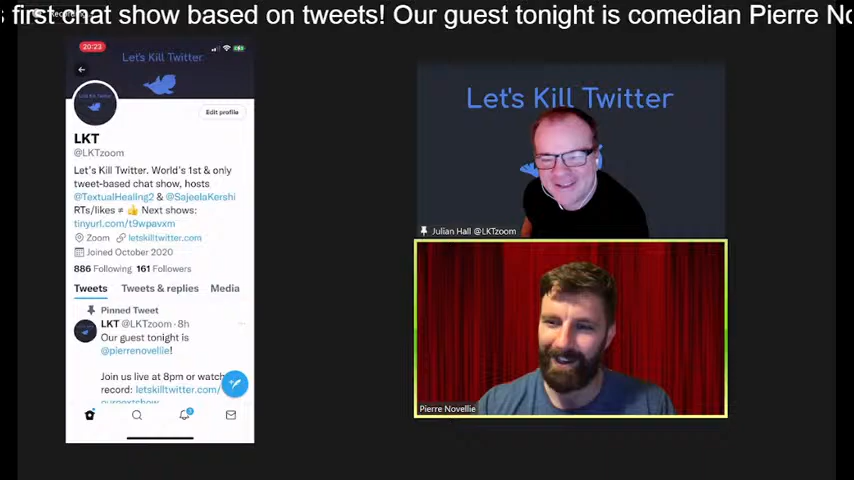 first chat show based on tweets! Our guest tonight is comedian Pierre No
20:23
Let's Kill Twitter
Edit profile
LKT
@LKTzoom
Let's Kill Twitter. World's 1st & only
tweet-based chat show, hosts
@TextualHealing2 & @SajeelaKershi
RTs/likes ≠ 👍 Next shows:
tinyurl.com/t9wpavxm
Zoom letskilltwitter.com
Joined October 2020
886 Following 161 Followers
Tweets Tweets & replies Media
Pinned Tweet
LKT @LKTzoom · 8h
Our guest tonight is
@pierrenovellie!
Join us live at 8pm or watch
record: letskilltwitter.com/
ournextshow
Let's Kill Twitter
Julian Hall @LKTzoom
Pierre Novellie